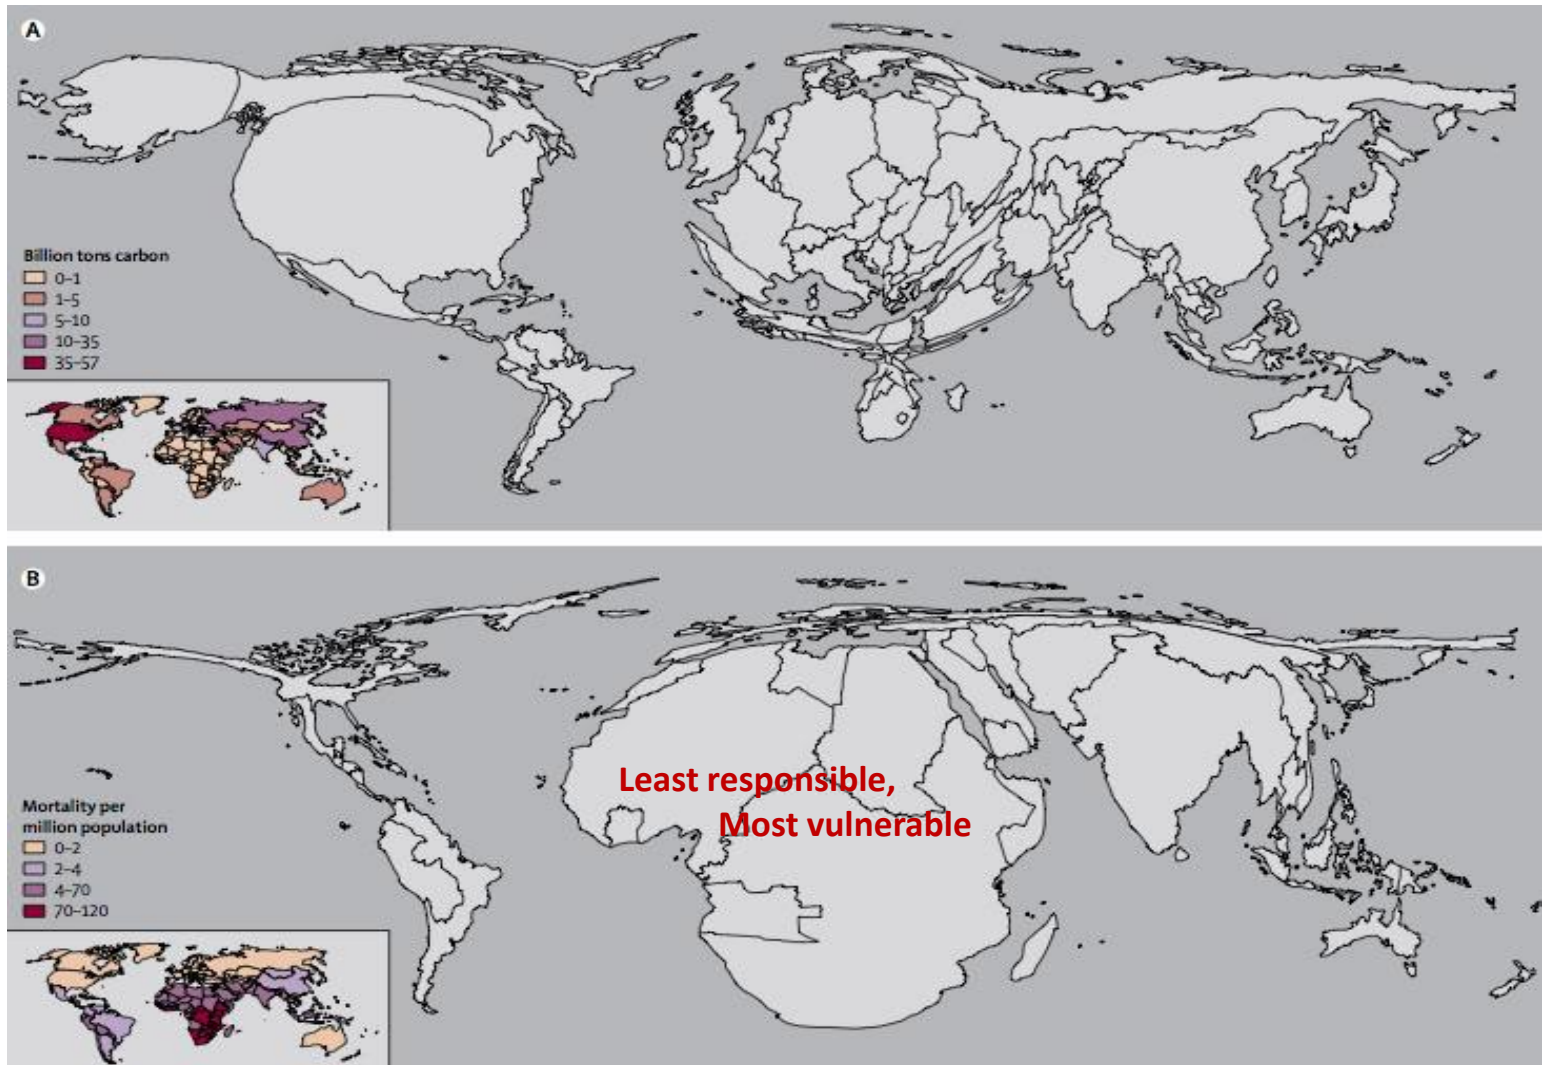 A
Billion tons carbon
0–1
1–5
5–10
10–35
35–57
B
Least responsible,
Most vulnerable
Mortality per
million population
0–2
2–4
4–70
70–120